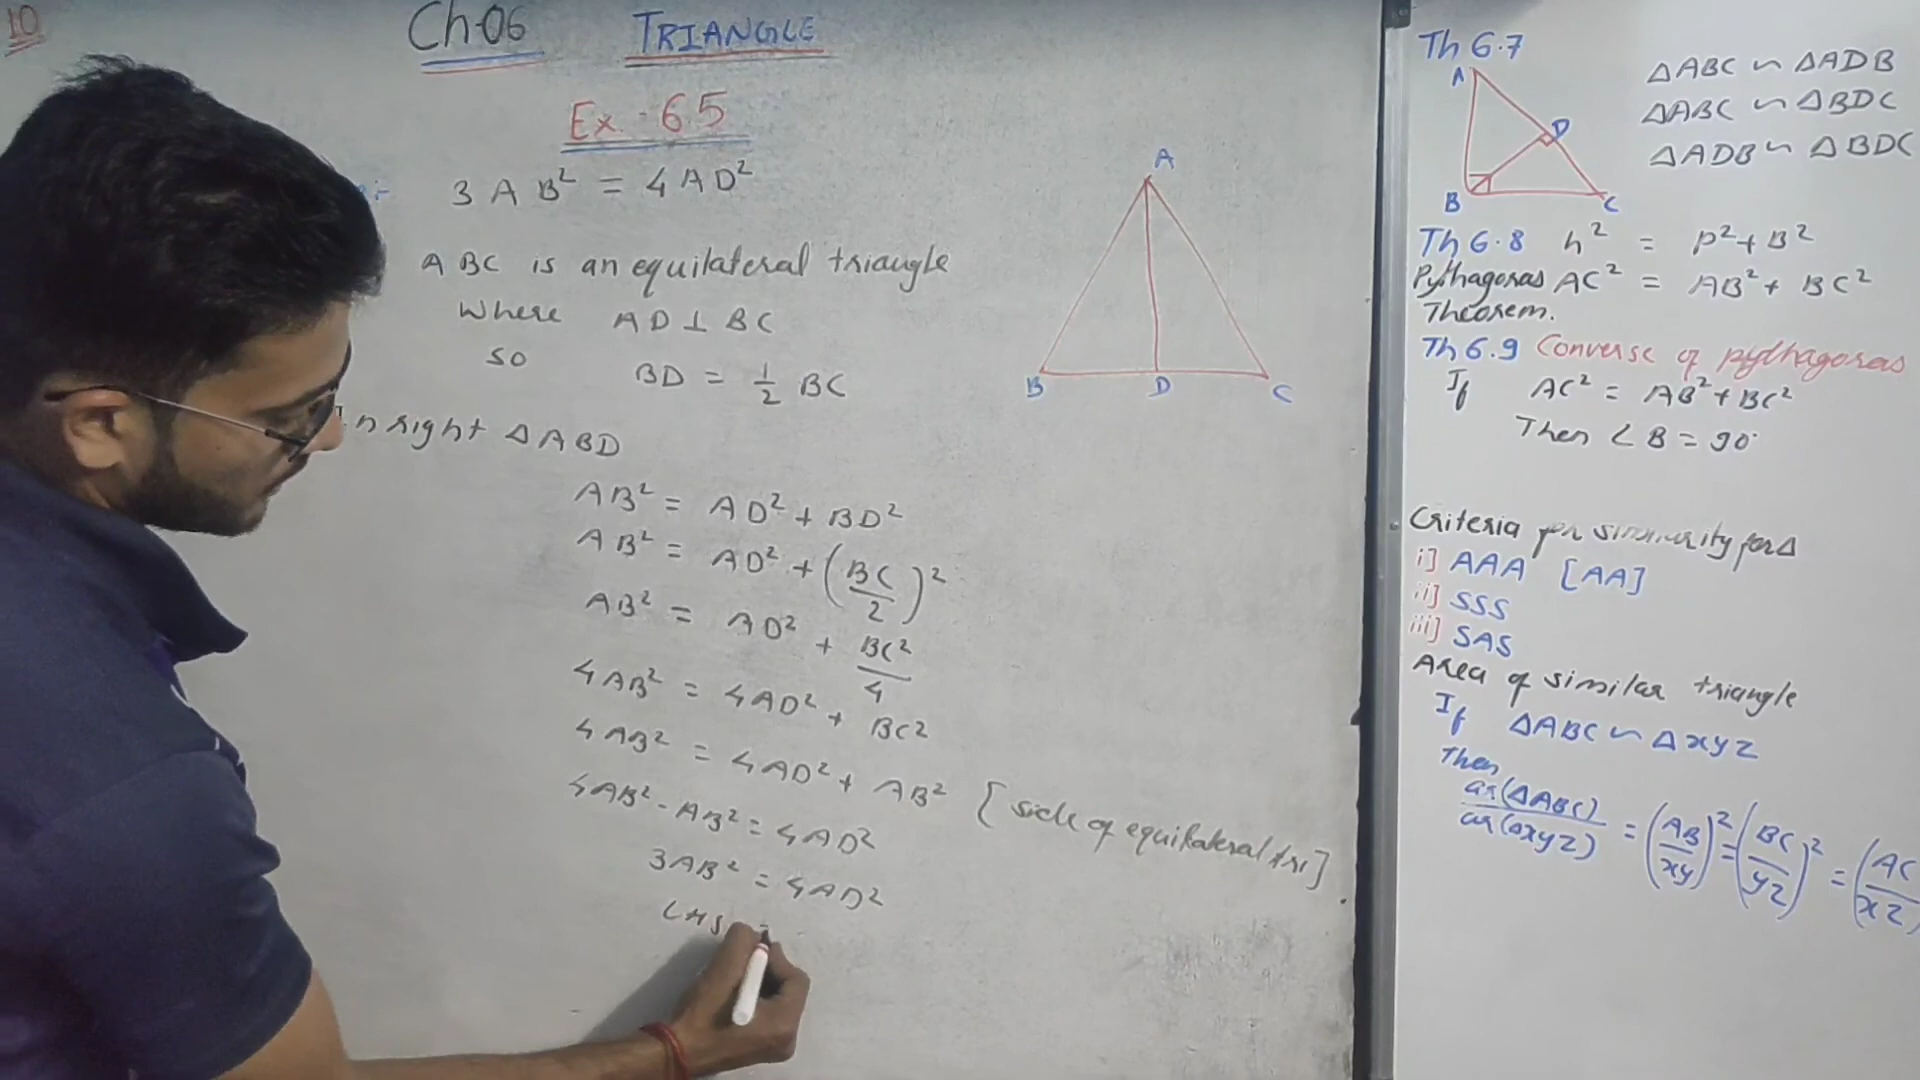 10
Ch-06 TRIANGLE
Ex.-6.5
:-
3AB² = 4AD²
ABC is an equilateral triangle
Where AD ⊥ BC
so BD = 1/2 BC
In right △ABD
AB² = AD² + BD²
AB² = AD² + (BC/2)²
AB² = AD² + BC²/4
4AB² = 4AD² + BC²
4AB² = 4AD² + AB² [side of equilateral tri]
4AB² - AB² = 4AD²
3AB² = 4AD²
LHS =
A
B D C
Th 6.7
A
D
B C
△ABC ∽ △ADB
△ABC ∽ △BDC
△ADB ∽ △BDC
Th 6.8 h² = p² + B²
Pythagoras AC² = AB² + BC²
Theorem.
Th 6.9 Converse of pythagoras
If AC² = AB² + BC²
Then ∠B = 90°
Criteria for for △
i] AAA [AA]
ii] SSS
iii] SAS
Area of similar triangle
If △ABC ∽ △xyz
Then
ar(△ABC)/ar(△xyz) = (AB/xy)² = (BC/yz)² = (AC/xz)